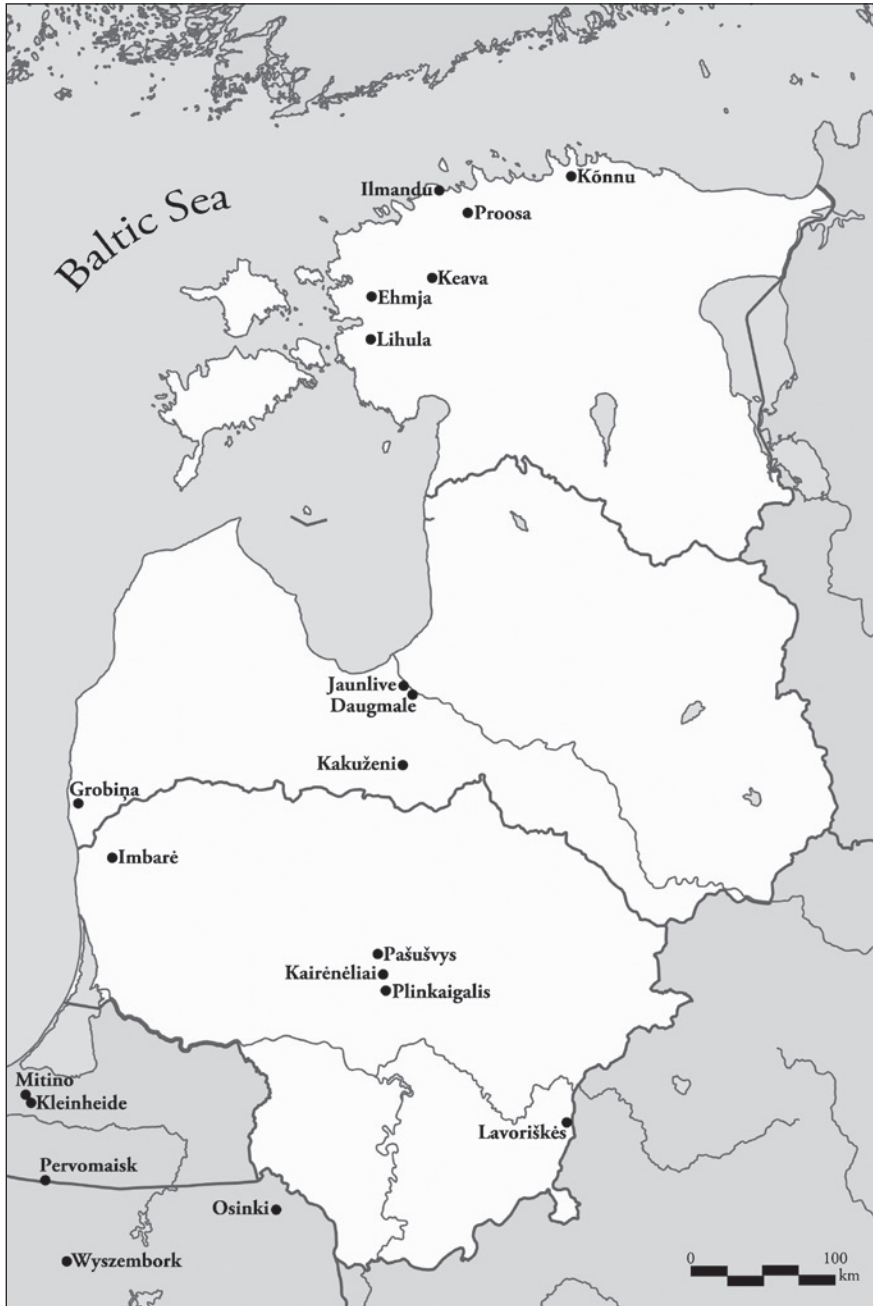 Baltic Sea
Ilmandu
Kõnnu
Proosa
Keava
Ehmja
Lihula
Jaunlive
Daugmale
Kakuženi
Grobiņa
Imbarė
Pašušvys
Kairėnėliai
Plinkaigalis
Mitino
Kleinheide
Lavoriškės
Pervomaisk
Osinki
Wyszembork
0 100
km